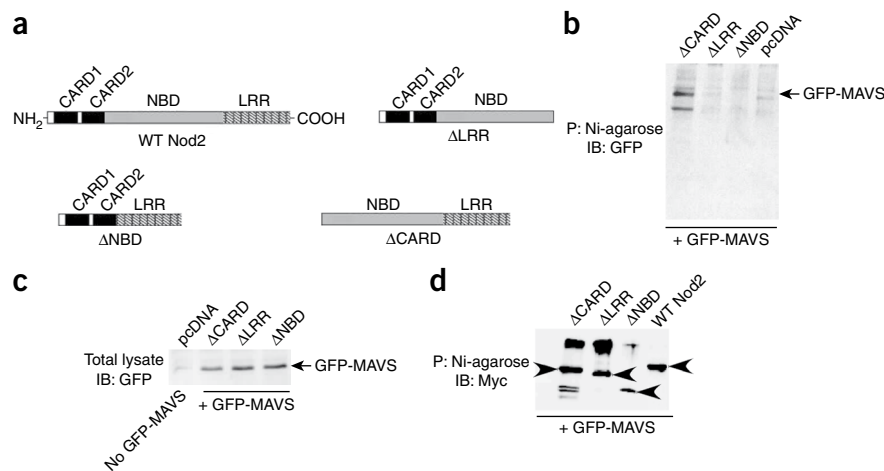 a
CARD1
CARD2
NBD
LRR
NH2
COOH
WT Nod2
CARD1
CARD2
NBD
ΔLRR
CARD1
CARD2
LRR
ΔNBD
NBD
LRR
ΔCARD
b
ΔCARD
ΔLRR
ΔNBD
pcDNA
GFP-MAVS
P: Ni-agarose
IB: GFP
+ GFP-MAVS
c
pcDNA
ΔCARD
ΔLRR
ΔNBD
Total lysate
IB: GFP
GFP-MAVS
No GFP-MAVS
+ GFP-MAVS
d
ΔCARD
ΔLRR
ΔNBD
WT Nod2
P: Ni-agarose
IB: Myc
+ GFP-MAVS